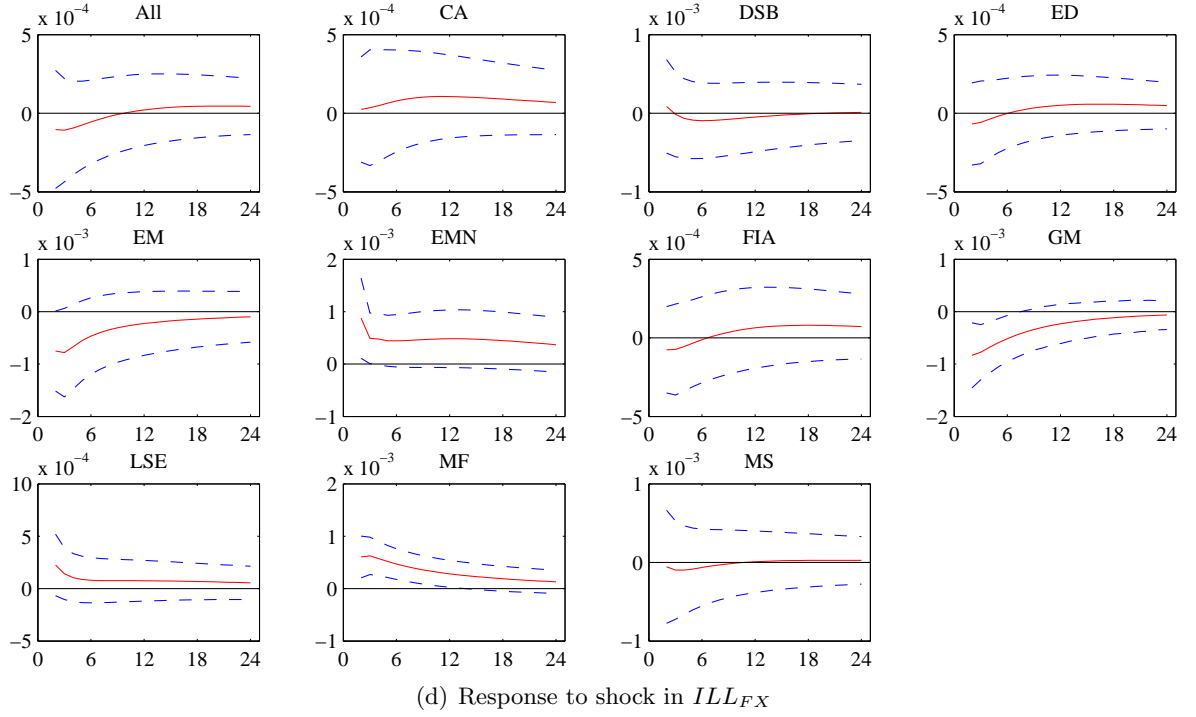 All CA DSB ED
x 10⁻⁴ x 10⁻⁴ x 10⁻³ x 10⁻⁴
5 5 1 5
0 0 0 0
−5 −5 −1 −5
0 6 12 18 24 0 6 12 18 24 0 6 12 18 24 0 6 12 18 24
EM EMN FIA GM
x 10⁻³ x 10⁻³ x 10⁻⁴ x 10⁻³
1 2 5 1
0 1 0 0
−1 0 −1
−2 −1 −5 −2
0 6 12 18 24 0 6 12 18 24 0 6 12 18 24 0 6 12 18 24
LSE MF MS
x 10⁻⁴ x 10⁻³ x 10⁻³
10 2 1
5 1
0 0 0
−5 −1 −1
0 6 12 18 24 0 6 12 18 24 0 6 12 18 24
(d) Response to shock in ILL_FX